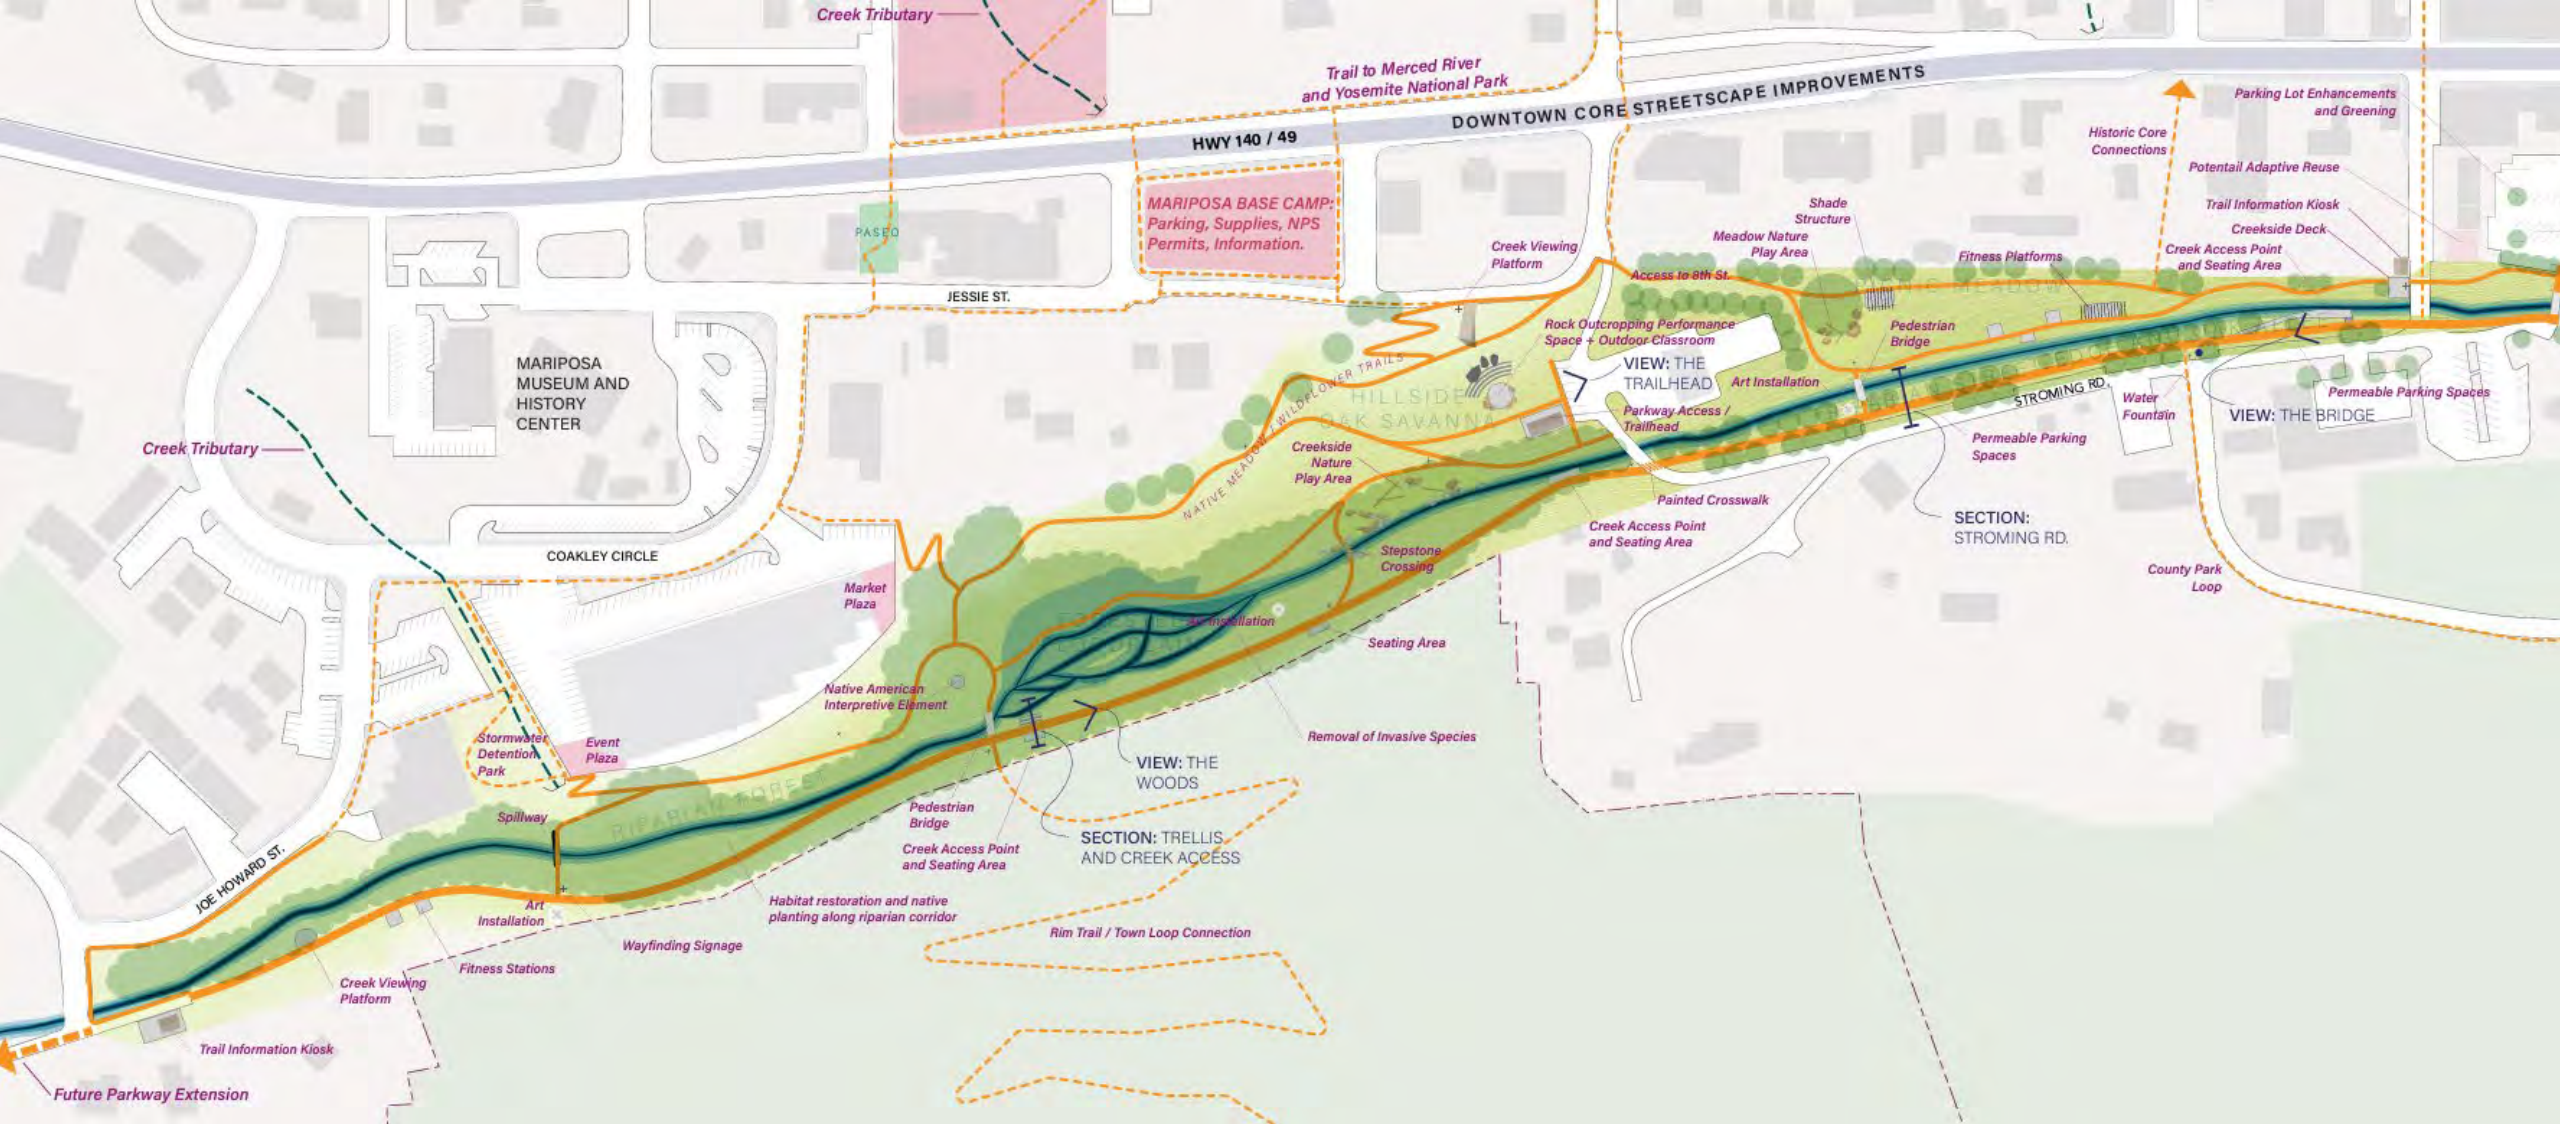 Creek Tributary
Trail to Merced River
and Yosemite National Park
DOWNTOWN CORE STREETSCAPE IMPROVEMENTS
HWY 140 / 49
Parking Lot Enhancements
and Greening
Historic Core
Connections
Potentail Adaptive Reuse
MARIPOSA BASE CAMP:
Parking, Supplies, NPS
Permits, Information.
PASEO
Shade
Structure
Trail Information Kiosk
Creekside Deck
Meadow Nature
Play Area
Creek Viewing
Platform
Fitness Platforms
Creek Access Point
and Seating Area
Access to 8th St.
PICNIC MEADOW
JESSIE ST.
Rock Outcropping Performance
Space + Outdoor Classroom
Pedestrian
Bridge
MARIPOSA
MUSEUM AND
HISTORY
CENTER
VIEW: THE
TRAILHEAD
Art Installation
STROMING RD.
Water
Fountain
Permeable Parking Spaces
VIEW: THE BRIDGE
NATIVE MEADOW / WILDFLOWER TRAILS
HILLSIDE
OAK SAVANNA
Parkway Access /
Trailhead
Creek Tributary
Creekside
Nature
Play Area
Permeable Parking
Spaces
Painted Crosswalk
Creek Access Point
and Seating Area
SECTION:
STROMING RD.
COAKLEY CIRCLE
Stepstone
Crossing
County Park
Loop
Market
Plaza
FORESTED
FLOODPLAIN
Art Installation
Seating Area
Native American
Interpretive Element
Removal of Invasive Species
Stormwater
Detention
Park
Event
Plaza
VIEW: THE
WOODS
RIPARIAN FOREST
Spillway
Pedestrian
Bridge
SECTION: TRELLIS
AND CREEK ACCESS
Creek Access Point
and Seating Area
JOE HOWARD ST.
Art
Installation
Habitat restoration and native
planting along riparian corridor
Rim Trail / Town Loop Connection
Wayfinding Signage
Fitness Stations
Creek Viewing
Platform
Trail Information Kiosk
Future Parkway Extension